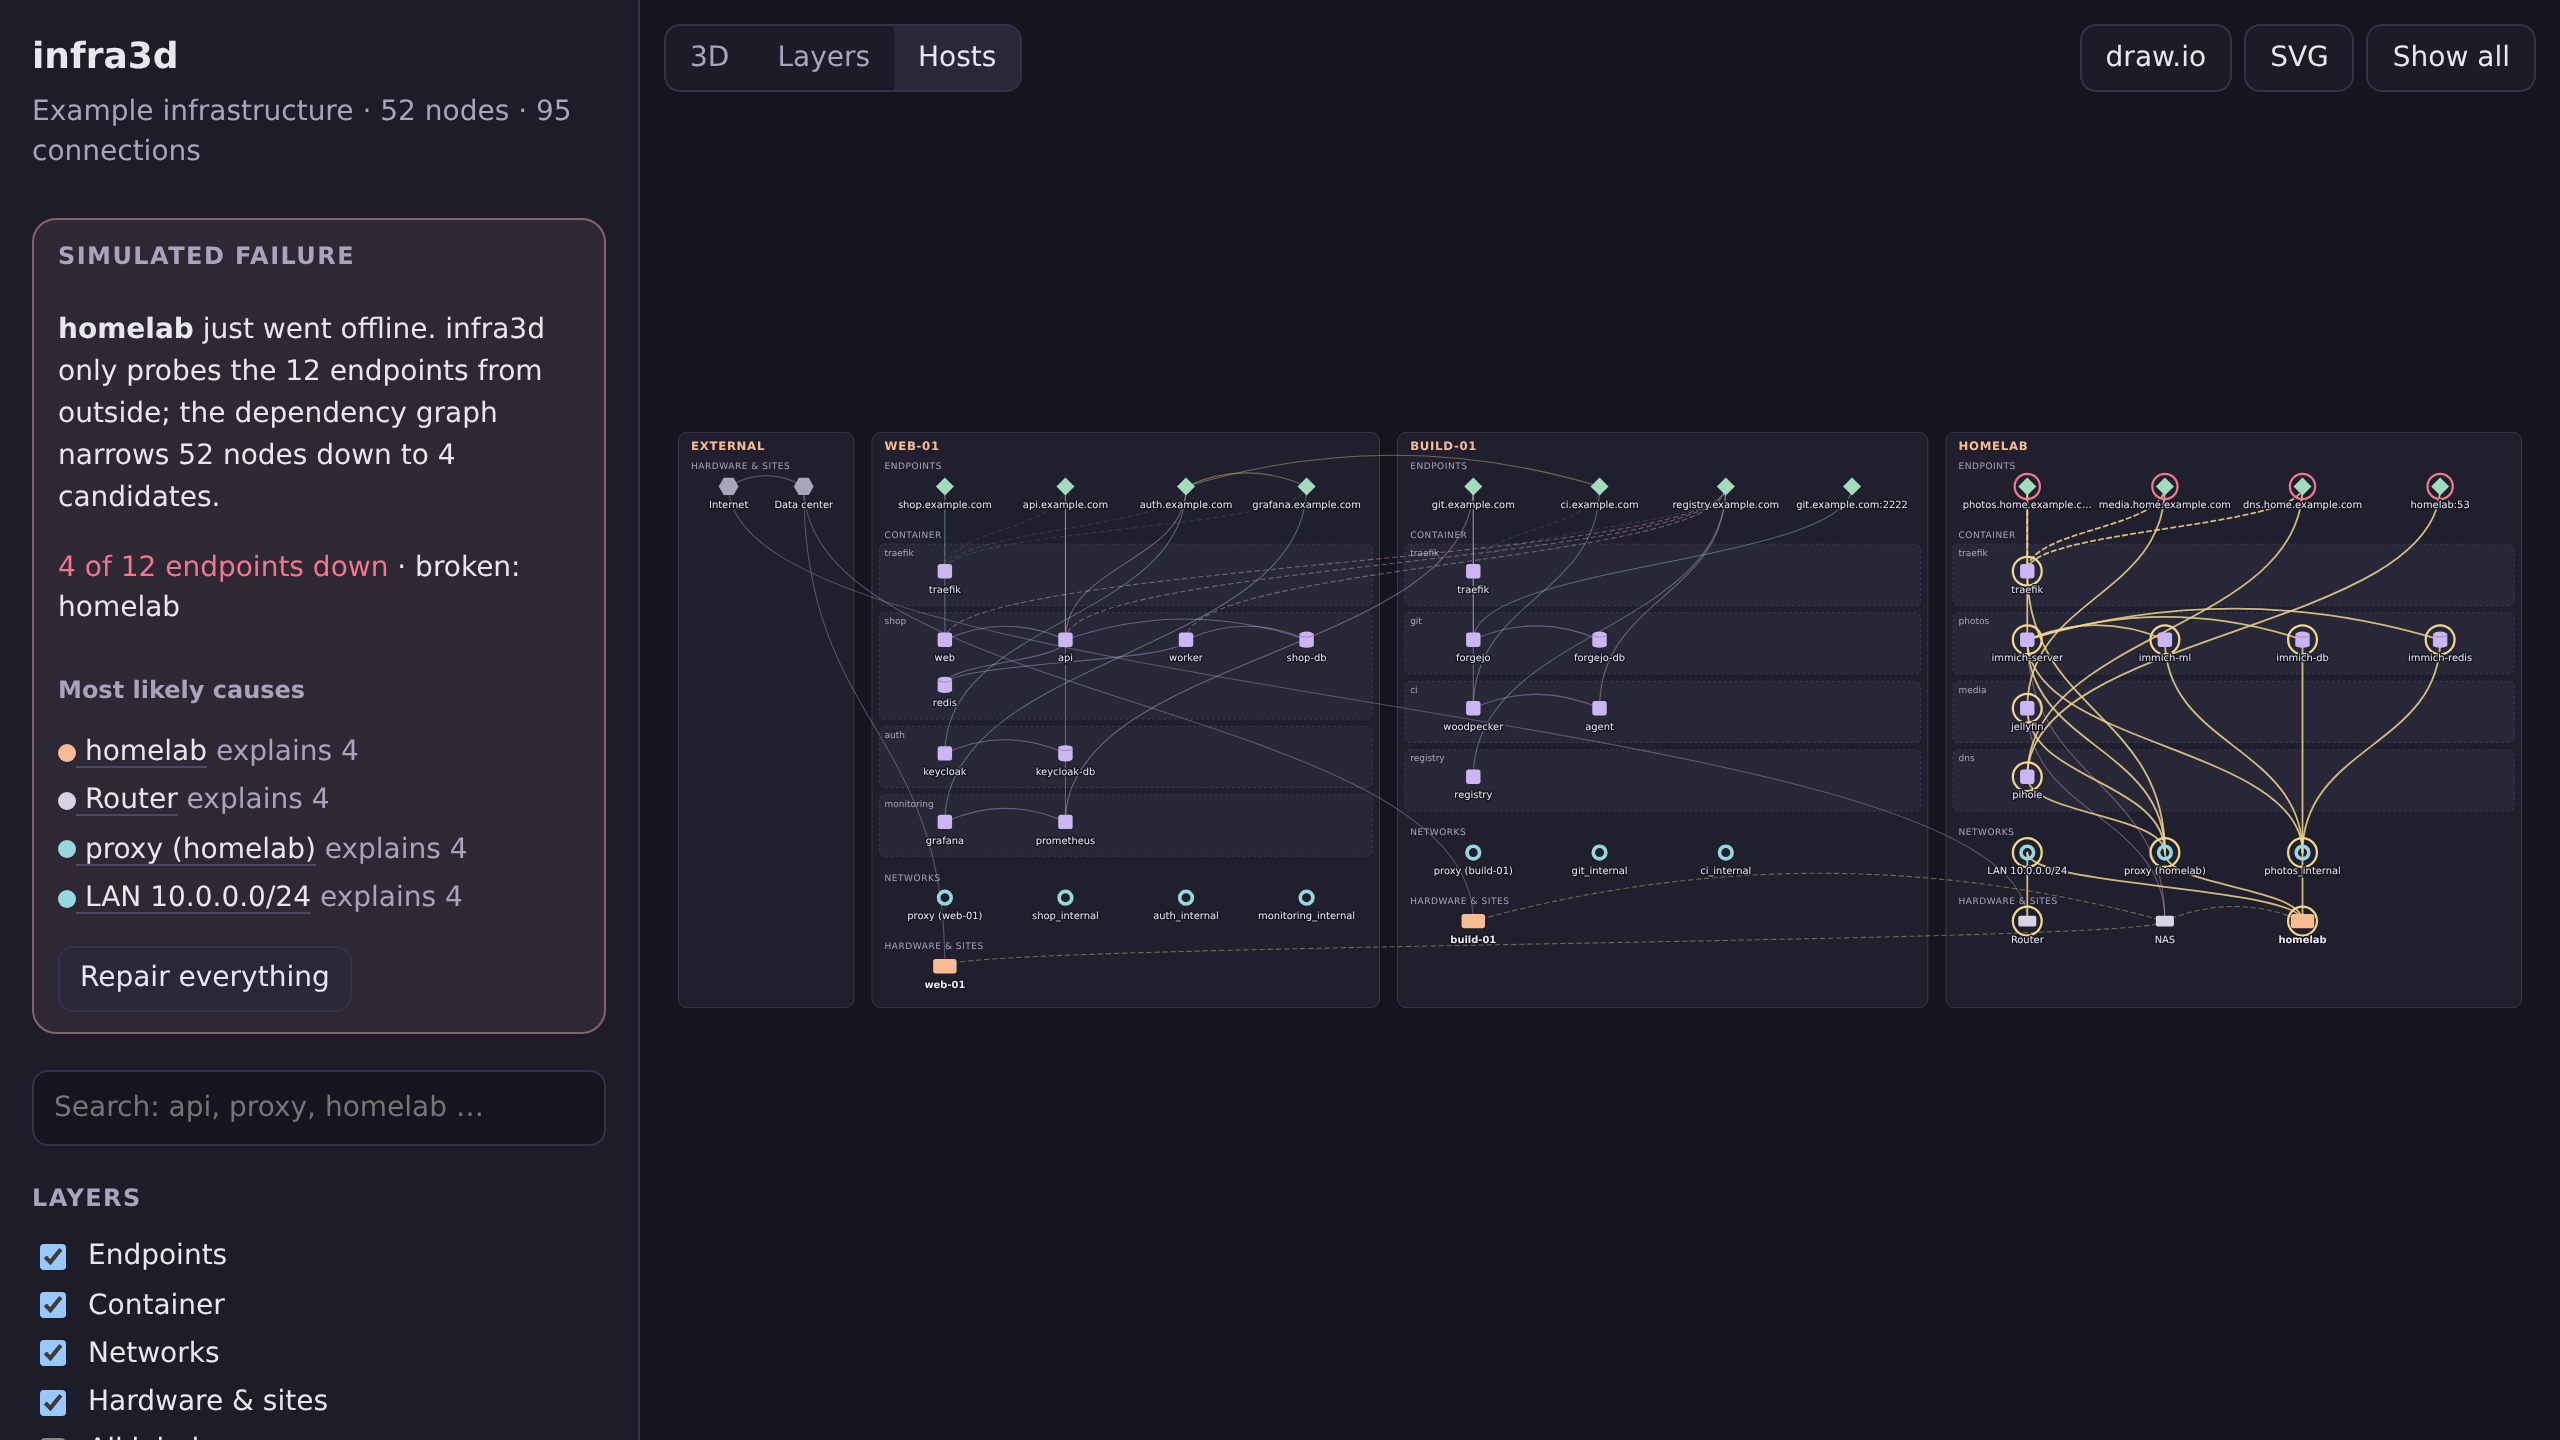 infra3d
Example infrastructure · 52 nodes · 95
connections
SIMULATED FAILURE
homelab just went offline. infra3d
only probes the 12 endpoints from
outside; the dependency graph
narrows 52 nodes down to 4
candidates.
4 of 12 endpoints down · broken:
homelab
Most likely causes
homelab explains 4
Router explains 4
proxy (homelab) explains 4
LAN 10.0.0.0/24 explains 4
Repair everything
Search: api, proxy, homelab ...
LAYERS
Endpoints
Container
Networks
Hardware & sites
3D Layers Hosts
draw.io SVG Show all
EXTERNAL
HARDWARE & SITES
Internet Data center
WEB-01
ENDPOINTS
shop.example.com api.example.com auth.example.com grafana.example.com
CONTAINER
traefik
traefik
shop
web api worker shop-db
redis
auth
keycloak keycloak-db
monitoring
grafana prometheus
NETWORKS
proxy (web-01) shop_internal auth_internal monitoring_internal
HARDWARE & SITES
web-01
BUILD-01
ENDPOINTS
git.example.com ci.example.com registry.example.com git.example.com:2222
CONTAINER
traefik
traefik
git
forgejo forgejo-db
ci
woodpecker agent
registry
registry
NETWORKS
proxy (build-01) git_internal ci_internal
HARDWARE & SITES
build-01
HOMELAB
ENDPOINTS
photos.home.example.c... media.home.example.com dns.home.example.com homelab:53
CONTAINER
traefik
traefik
photos
immich-server immich-ml immich-db immich-redis
media
jellyfin
dns
pihole
NETWORKS
LAN 10.0.0.0/24 proxy (homelab) photos_internal
HARDWARE & SITES
Router NAS homelab